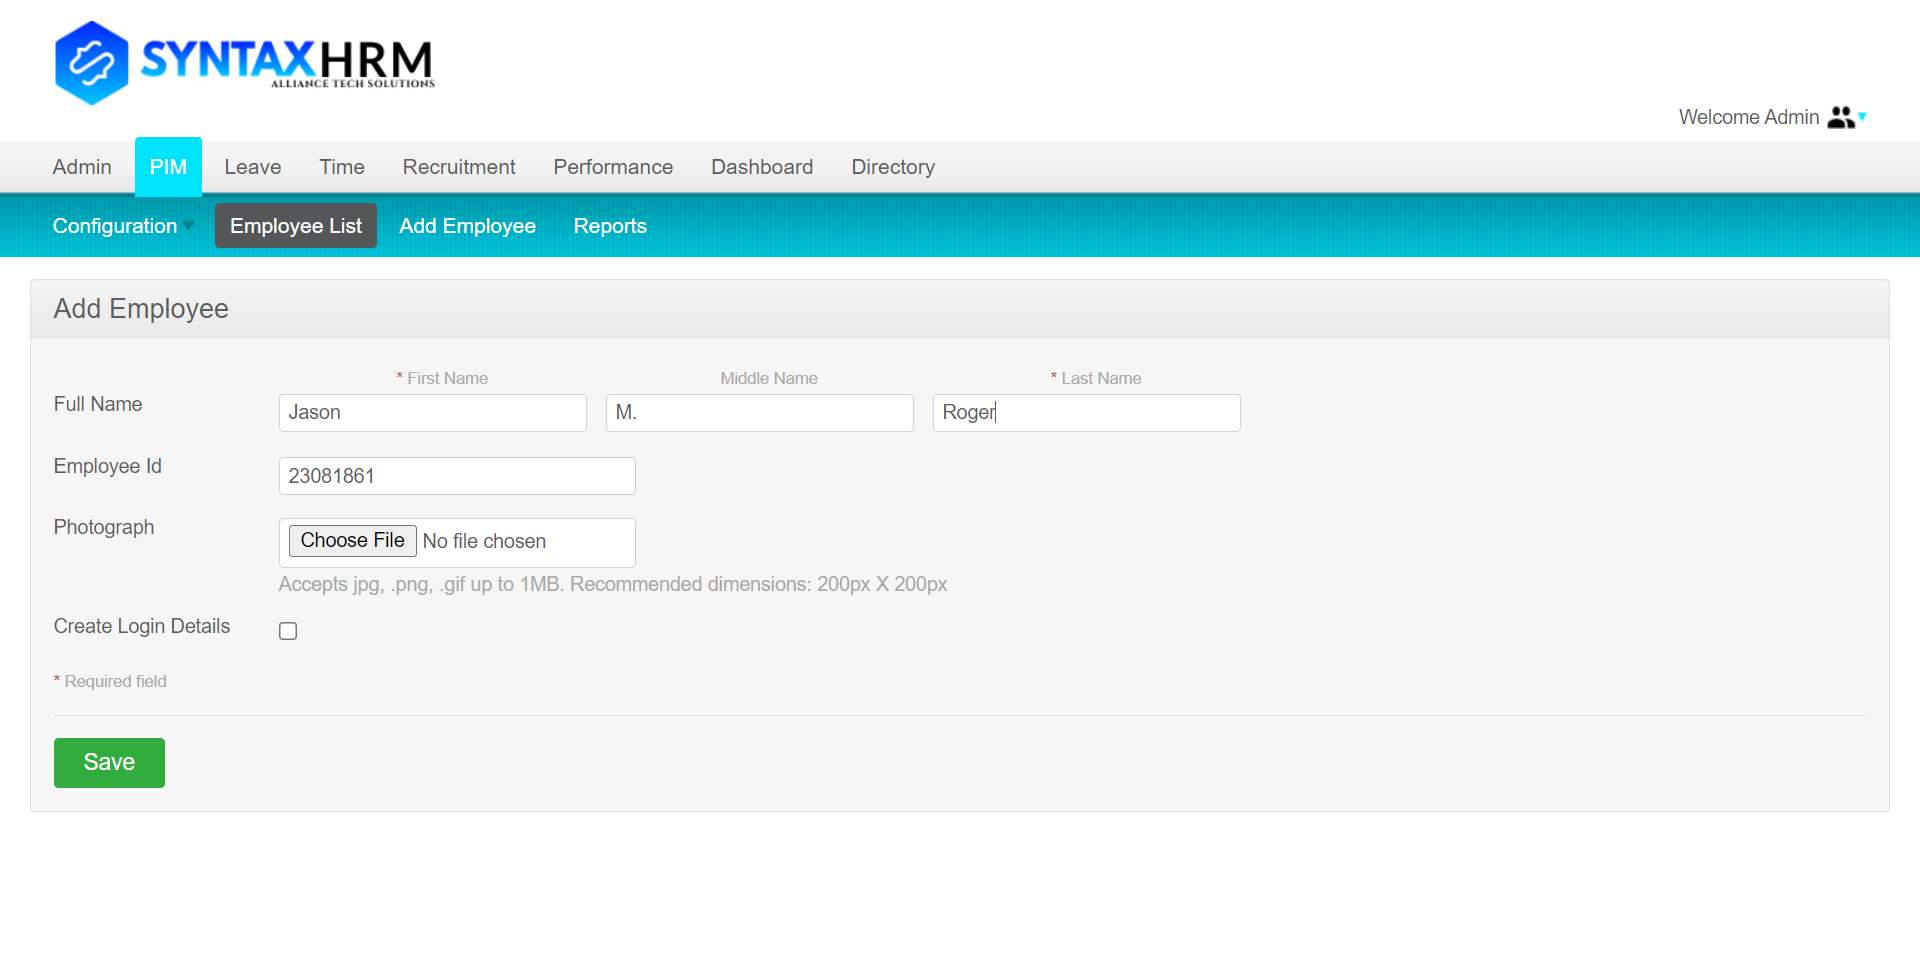 SYNTAXHRM
ALLIANCE TECH SOLUTIONS
Welcome Admin
Admin PIM Leave Time Recruitment Performance Dashboard Directory
Configuration Employee List Add Employee Reports
Add Employee
* First Name Middle Name * Last Name
Full Name Jason M. Roger
Employee Id 23081861
Photograph Choose File No file chosen
Accepts jpg, .png, .gif up to 1MB. Recommended dimensions: 200px X 200px
Create Login Details
* Required field
Save